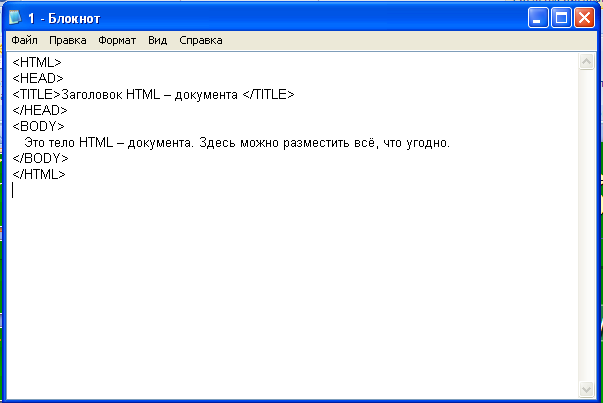 1 - Блокнот
Файл Правка Формат Вид Справка
<HTML>
<HEAD>
<TITLE>Заголовок HTML – документа </TITLE>
</HEAD>
<BODY>
Это тело HTML – документа. Здесь можно разместить всё, что угодно.
</BODY>
</HTML>